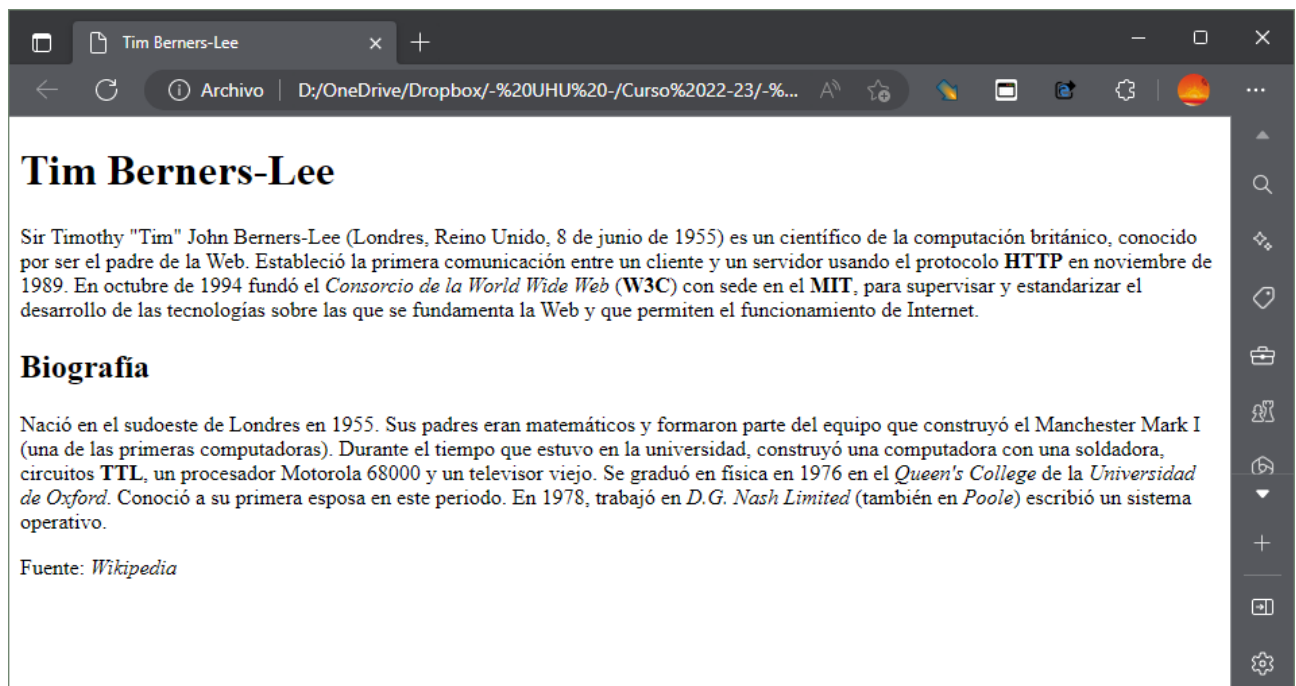 Tim Berners-Lee
Archivo
D:/OneDrive/Dropbox/-%20UHU%20-/Curso%2022-23/-%...
Tim Berners-Lee
Sir Timothy "Tim" John Berners-Lee (Londres, Reino Unido, 8 de junio de 1955) es un científico de la computación británico, conocido
por ser el padre de la Web. Estableció la primera comunicación entre un cliente y un servidor usando el protocolo HTTP en noviembre de
1989. En octubre de 1994 fundó el Consorcio de la World Wide Web (W3C) con sede en el MIT, para supervisar y estandarizar el
desarrollo de las tecnologías sobre las que se fundamenta la Web y que permiten el funcionamiento de Internet.
Biografía
Nació en el sudoeste de Londres en 1955. Sus padres eran matemáticos y formaron parte del equipo que construyó el Manchester Mark I
(una de las primeras computadoras). Durante el tiempo que estuvo en la universidad, construyó una computadora con una soldadora,
circuitos TTL, un procesador Motorola 68000 y un televisor viejo. Se graduó en física en 1976 en el Queen's College de la Universidad
de Oxford. Conoció a su primera esposa en este periodo. En 1978, trabajó en D.G. Nash Limited (también en Poole) escribió un sistema
operativo.
Fuente: Wikipedia